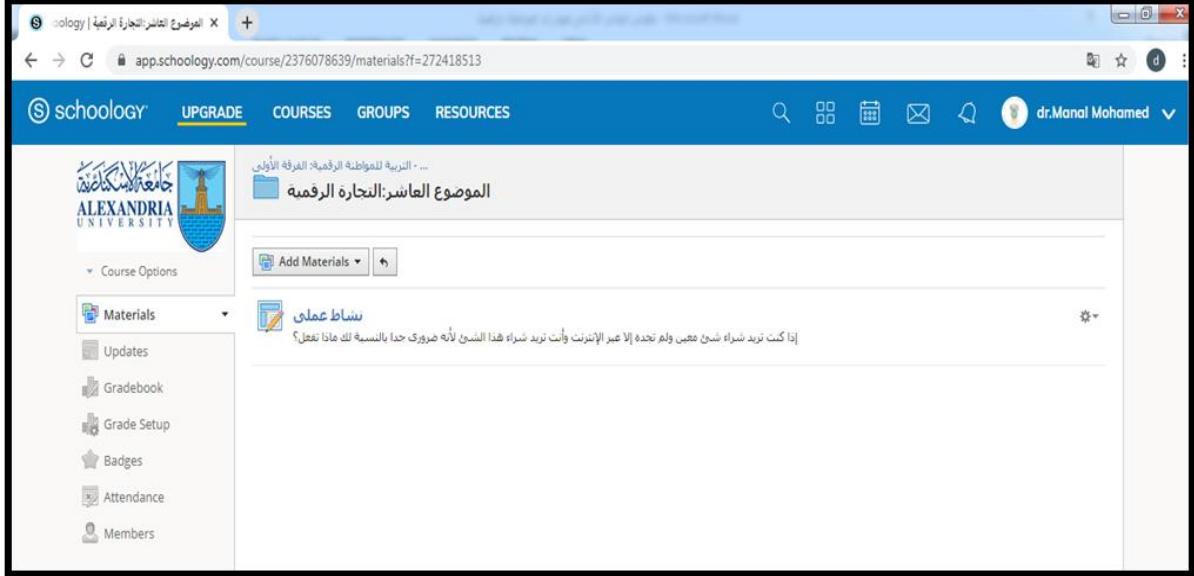 الموضوع العاشر:التجارة الرقمية | ology
app.schoology.com/course/2376078639/materials?f=272418513
d
S schoology UPGRADE COURSES GROUPS RESOURCES dr.Manal Mohamed
جامعة الإسكندرية
ALEXANDRIA
UNIVERSITY
... - التربية للمواطنة الرقمية: الفرقة الأولى
الموضوع العاشر:التجارة الرقمية
Course Options
Add Materials
Materials
نشاط عملى
إذا كنت تريد شراء شئ معين ولم تجده إلا عبر الإنترنت وأنت تريد شراء هذا الشئ لأنه ضرورى جدا بالنسبة لك ماذا تفعل؟
Updates
Gradebook
Grade Setup
Badges
Attendance
Members